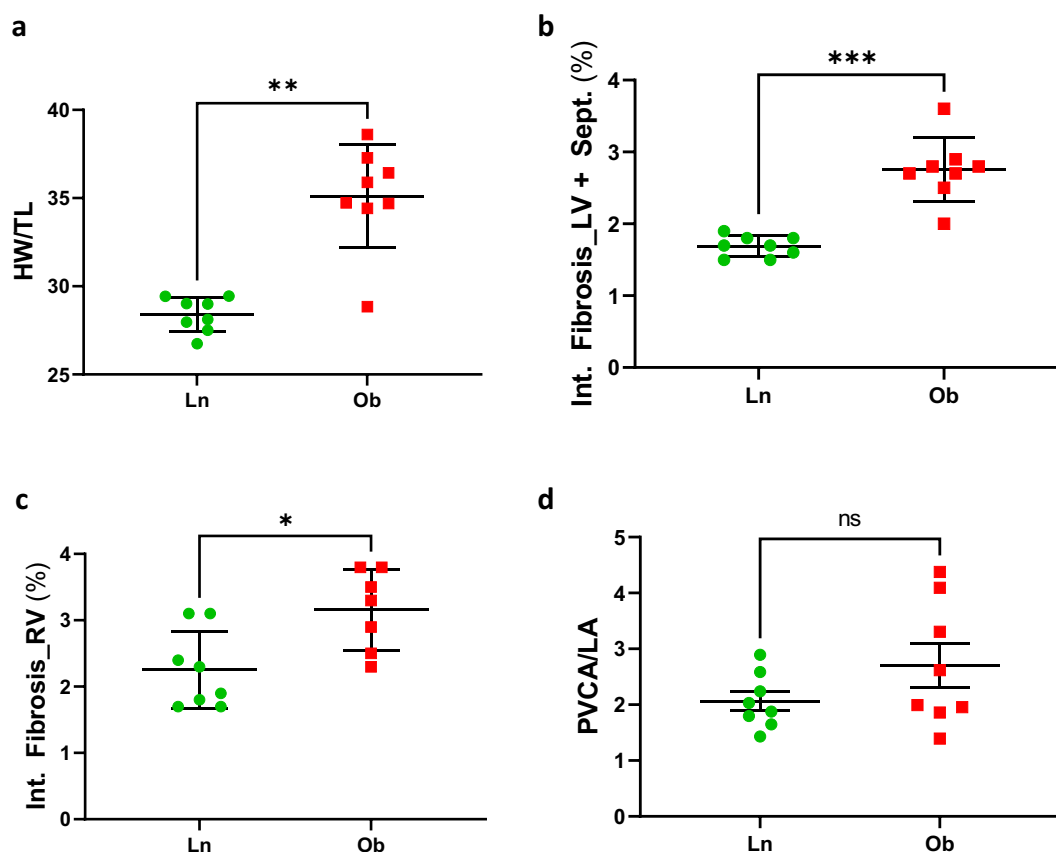 a
**
HW/TL
40
35
30
25
Ln
Ob
b
***
Int. Fibrosis_LV + Sept. (%)
4
3
2
1
0
Ln
Ob
c
*
Int. Fibrosis_RV (%)
4
3
2
1
0
Ln
Ob
d
ns
PVCA/LA
5
4
3
2
1
0
Ln
Ob